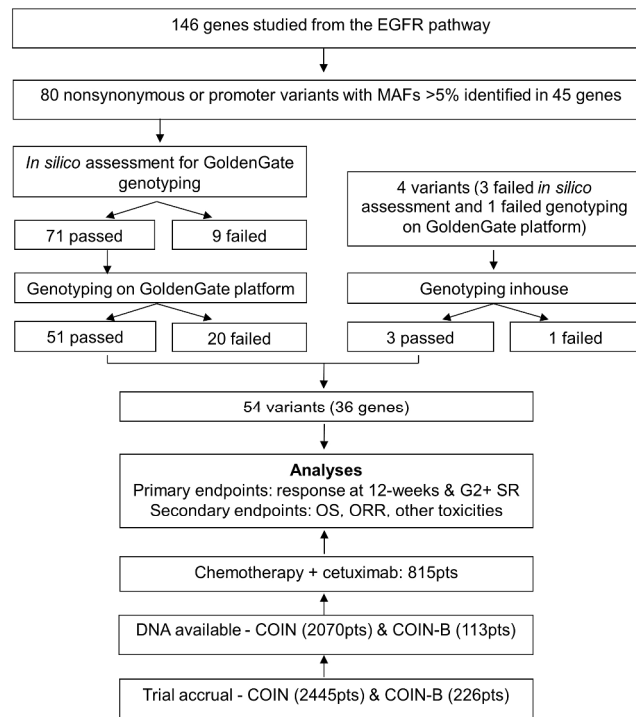 146 genes studied from the EGFR pathway
80 nonsynonymous or promoter variants with MAFs >5% identified in 45 genes
In silico assessment for GoldenGate
genotyping
71 passed
9 failed
4 variants (3 failed in silico
assessment and 1 failed genotyping
on GoldenGate platform)
Genotyping on GoldenGate platform
Genotyping inhouse
51 passed
20 failed
3 passed
1 failed
54 variants (36 genes)
Analyses
Primary endpoints: response at 12-weeks & G2+ SR
Secondary endpoints: OS, ORR, other toxicities
Chemotherapy + cetuximab: 815pts
DNA available - COIN (2070pts) & COIN-B (113pts)
Trial accrual - COIN (2445pts) & COIN-B (226pts)